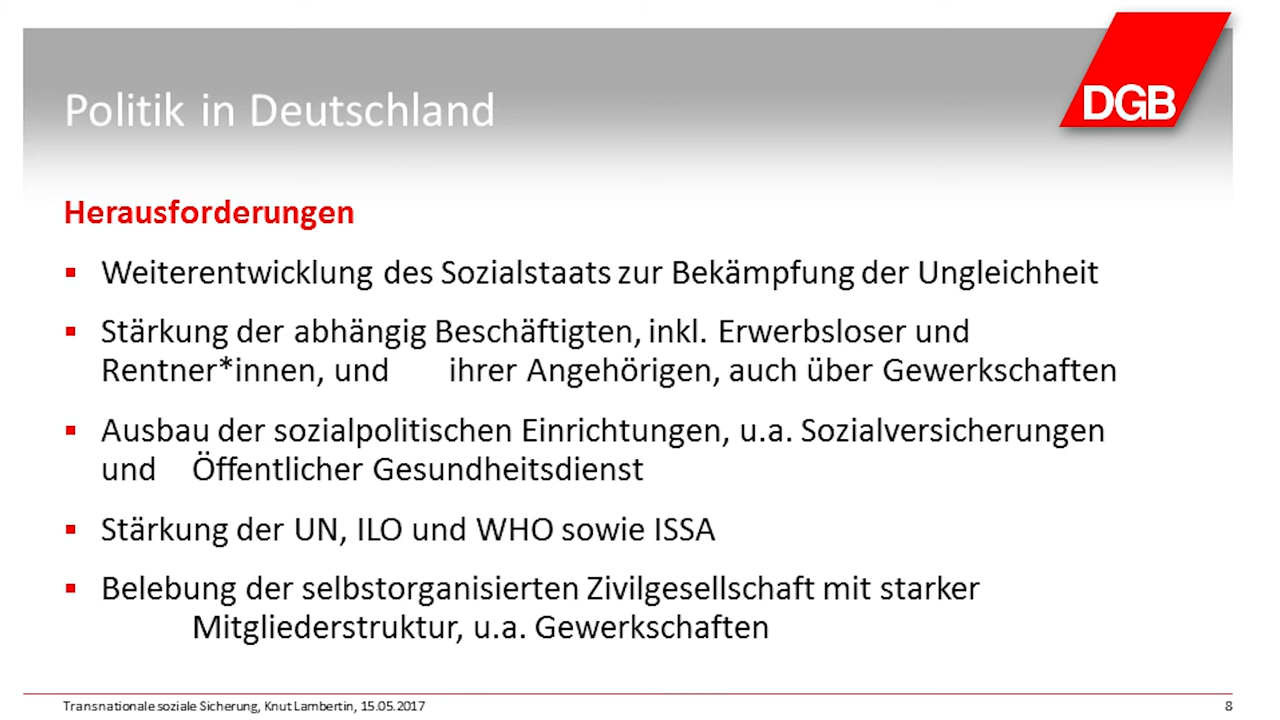 DGB
Politik in Deutschland
Herausforderungen
▪ Weiterentwicklung des Sozialstaats zur Bekämpfung der Ungleichheit
▪ Stärkung der abhängig Beschäftigten, inkl. Erwerbsloser und
Rentner*innen, und ihrer Angehörigen, auch über Gewerkschaften
▪ Ausbau der sozialpolitischen Einrichtungen, u.a. Sozialversicherungen
und Öffentlicher Gesundheitsdienst
▪ Stärkung der UN, ILO und WHO sowie ISSA
▪ Belebung der selbstorganisierten Zivilgesellschaft mit starker
Mitgliederstruktur, u.a. Gewerkschaften
Transnationale soziale Sicherung, Knut Lambertin, 15.05.2017 8